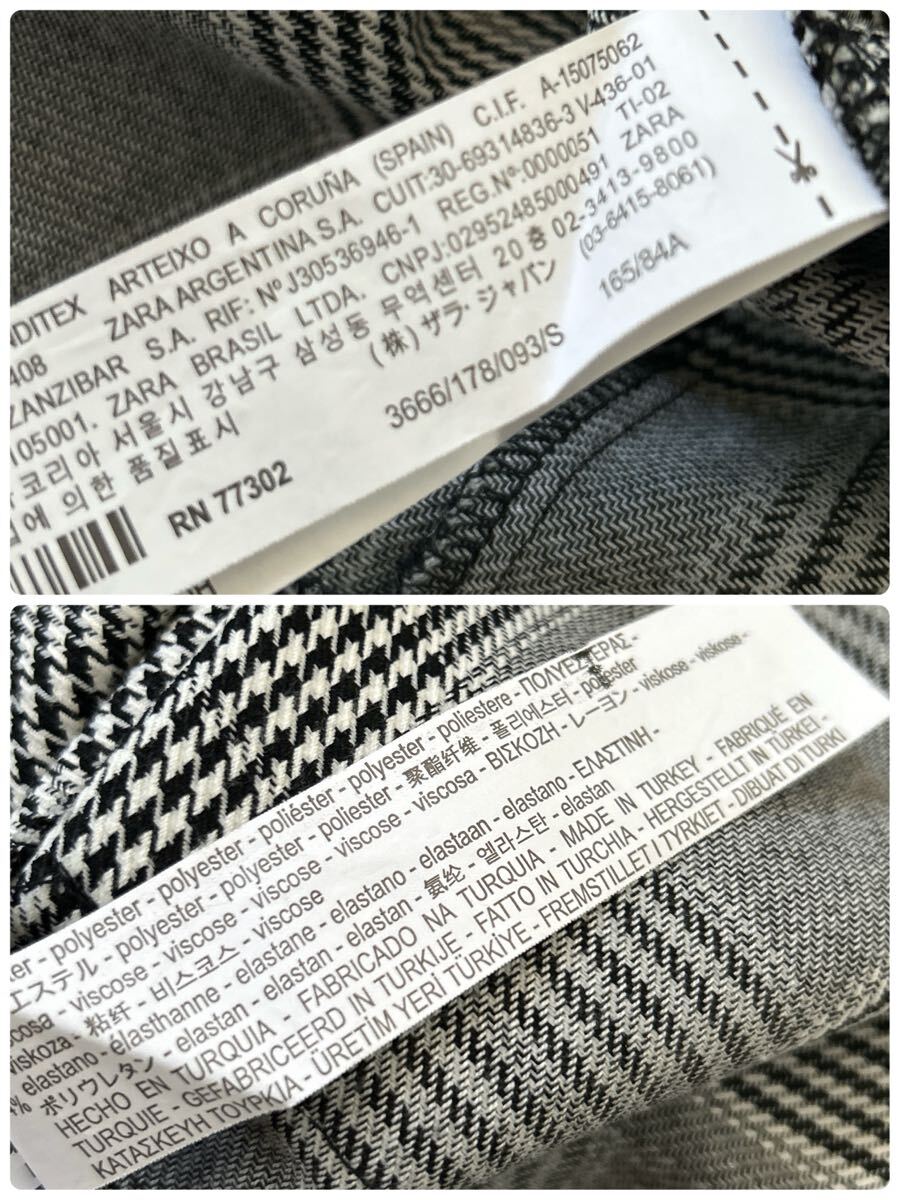 ARTEIXO A CORUÑA (SPAIN) C.I.F. A-15075062
408 ZARA ARGENTINA S.A. CUIT:30-69314836-3 V-436-01
ZANZIBAR S.A. RIF: Nº J30536946-1 REG.Nº:0000051 TI-02
105001. ZARA BRASIL LTDA. CNPJ:02952485000491 ZARA
코리아 서울시 강남구 삼성동 무역센터 20층 02-3413-9800
에 의한 품질표시 (株) ザラ・ジャパン (03-6415-8061)
RN 77302 3666/178/093/S 165/84A
- polyester - polyester - poliéster - polyester - poliestere - ΠΟΛΥΕΣΤΕΡΑΣ -
エステル - polyester - polyester - poliester - 聚酯纤维 - 폴리에스터 - poliester
viscose - viscose - viscose - viscose - viscosa - ΒΙΣΚΟΖΗ - レーヨン - viskose - viskose -
viskoza - 粘纤 - 비스코스 - viscose
4% elastano - élasthanne - elastane - elastano - elastaan - elastano - ΕΛΑΣΤΙΝΗ -
ポリウレタン - elastan - elastan - elastan - 氨纶 - 엘라스탄 - elastan
HECHO EN TURQUIA - FABRICADO NA TURQUIA - MADE IN TURKEY - FABRIQUÉ EN
TURQUIE - GEFABRICEERD IN TURKIJE - FATTO IN TURCHIA - HERGESTELLT IN TÜRKEI -
ΚΑΤΑΣΚΕΥΗ ΤΟΥΡΚΙΑ - ÜRETİM YERİ TÜRKİYE - FREMSTILLET I TYRKIET - DIBUAT DI TURKI